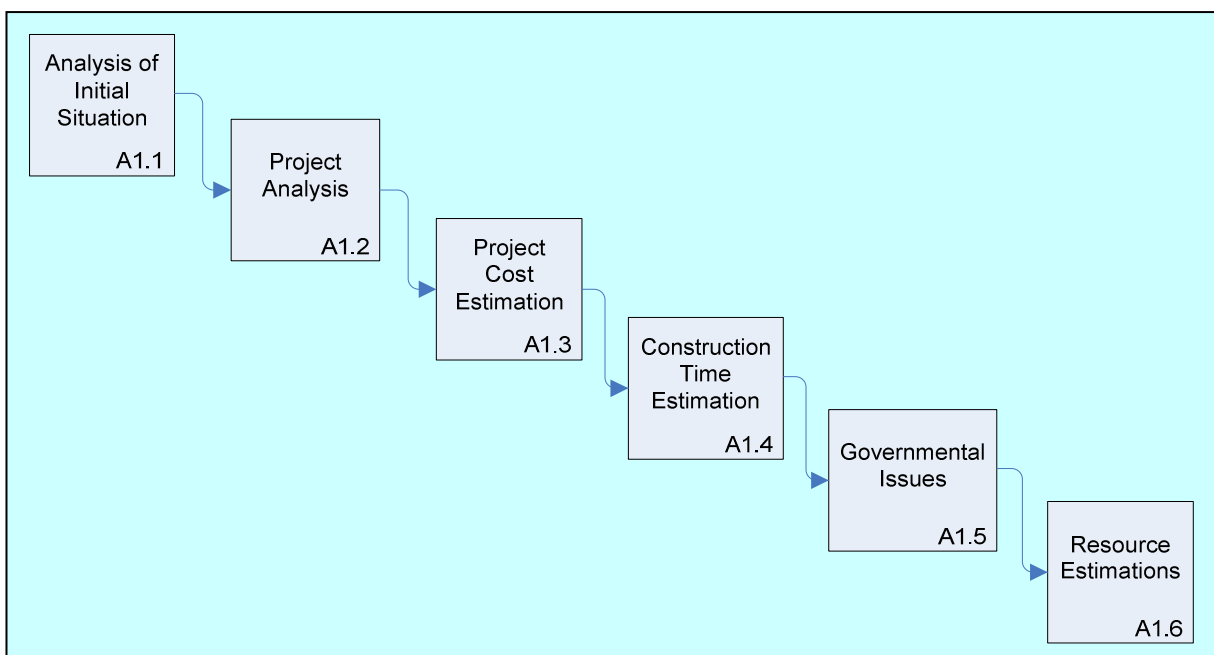 Analysis of
Initial
Situation
A1.1
Project
Analysis
A1.2
Project
Cost
Estimation
A1.3
Construction
Time
Estimation
A1.4
Governmental
Issues
A1.5
Resource
Estimations
A1.6